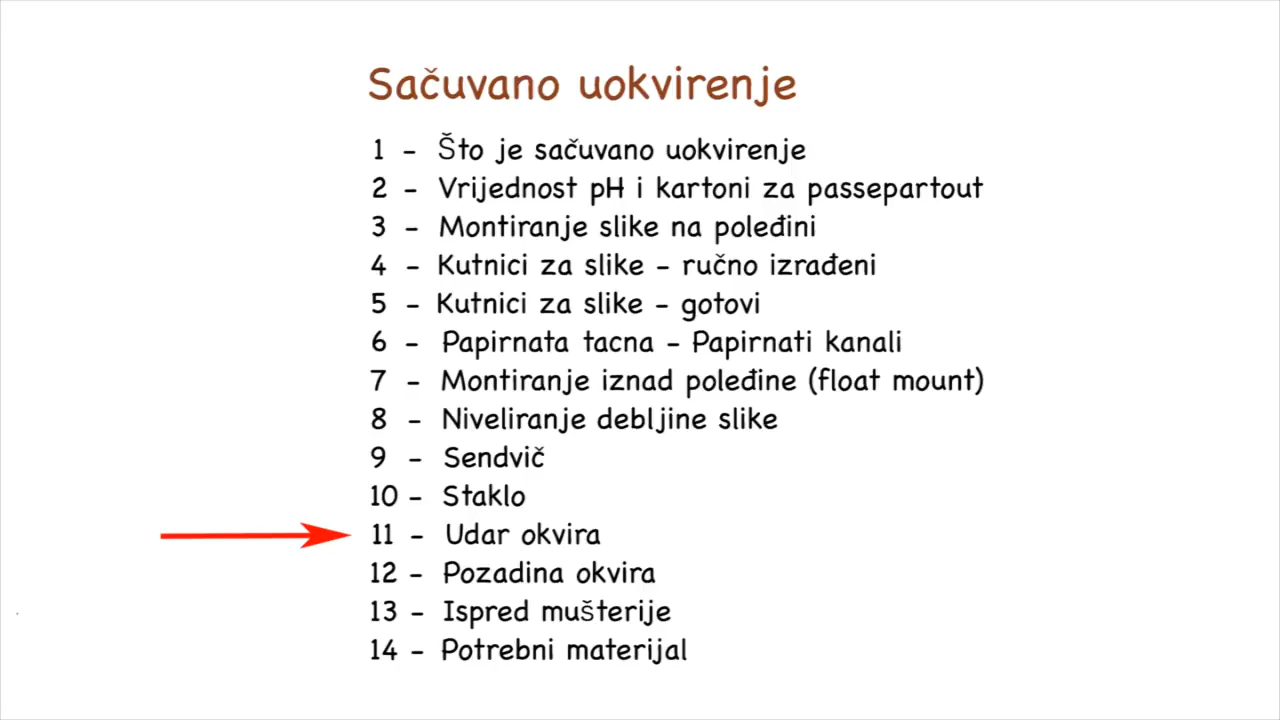 Sačuvano uokvirenje
1 - Što je sačuvano uokvirenje
2 - Vrijednost pH i kartoni za passepartout
3 - Montiranje slike na poleđini
4 - Kutnici za slike - ručno izrađeni
5 - Kutnici za slike - gotovi
6 - Papirnata tacna - Papirnati kanali
7 - Montiranje iznad poleđine (float mount)
8 - Niveliranje debljine slike
9 - Sendvič
10 - Staklo
11 - Udar okvira
12 - Pozadina okvira
13 - Ispred mušterije
14 - Potrebni materijal